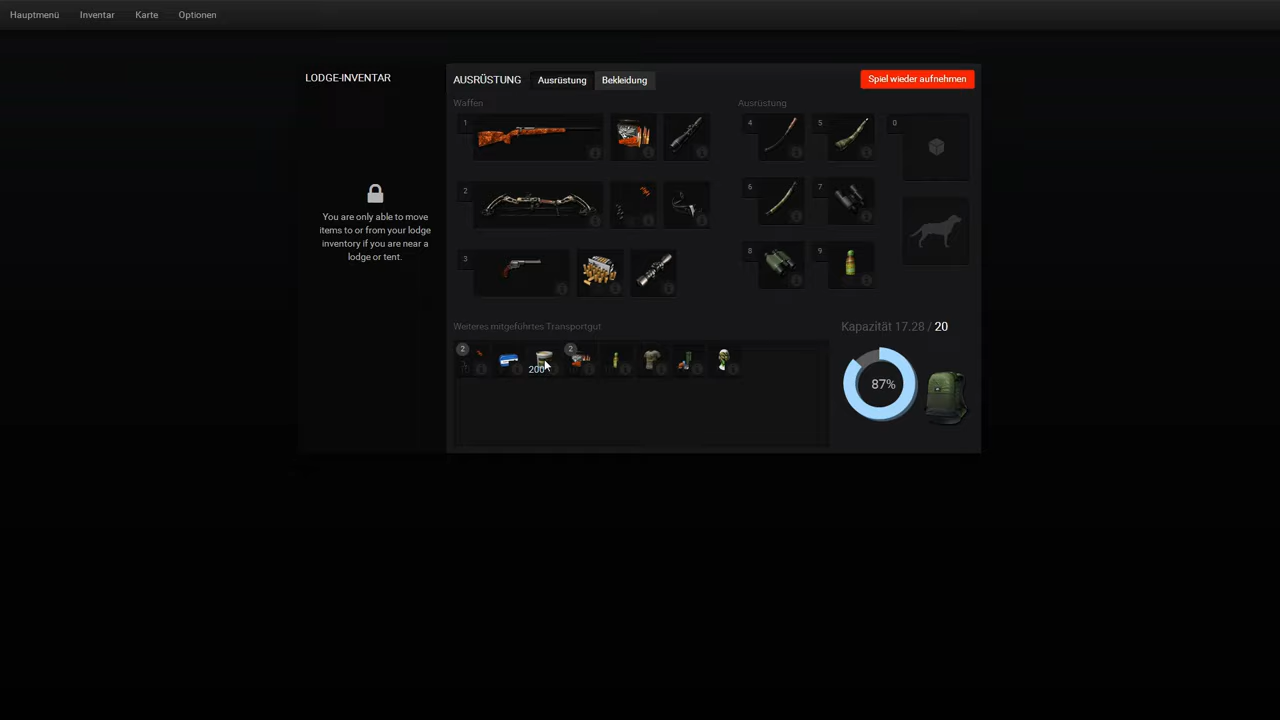 Hauptmenü Inventar Karte Optionen
LODGE-INVENTAR
You are only able to move
items to or from your lodge
inventory if you are near a
lodge or tent.
AUSRÜSTUNG Ausrüstung Bekleidung Spiel wieder aufnehmen
Waffen
1
2
3
Ausrüstung
4 5 0
6 7
8 9
Weiteres mitgeführtes Transportgut
2 2
200
Kapazität 17.28 / 20
87%